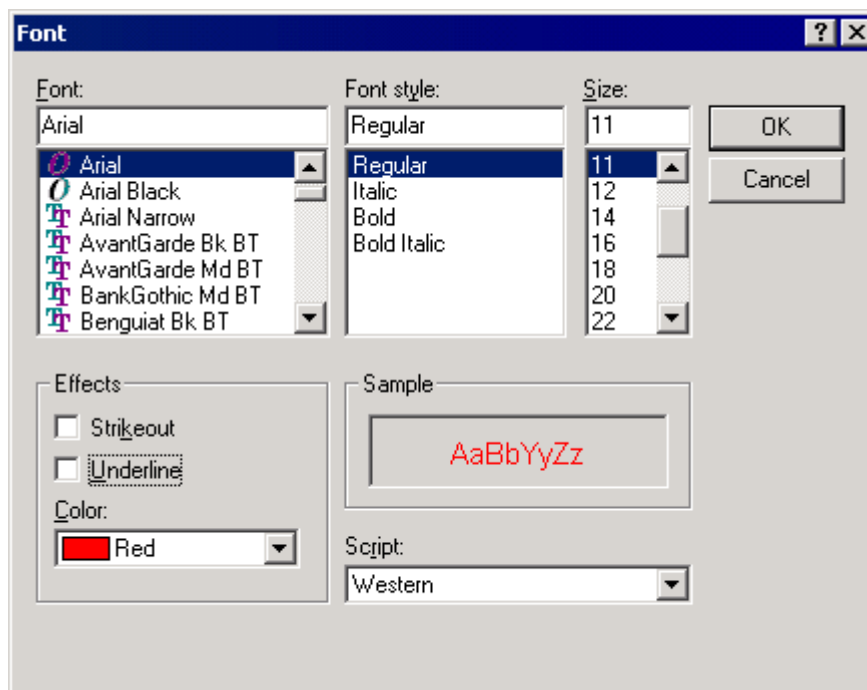 Font
Font:
Font style:
Size:
Arial
Regular
11
OK
Cancel
Arial
Arial Black
Arial Narrow
AvantGarde Bk BT
AvantGarde Md BT
BankGothic Md BT
Benguiat Bk BT
Regular
Italic
Bold
Bold Italic
11
12
14
16
18
20
22
Effects
Strikeout
Underline
Color:
Red
Sample
AaBbYyZz
Script:
Western